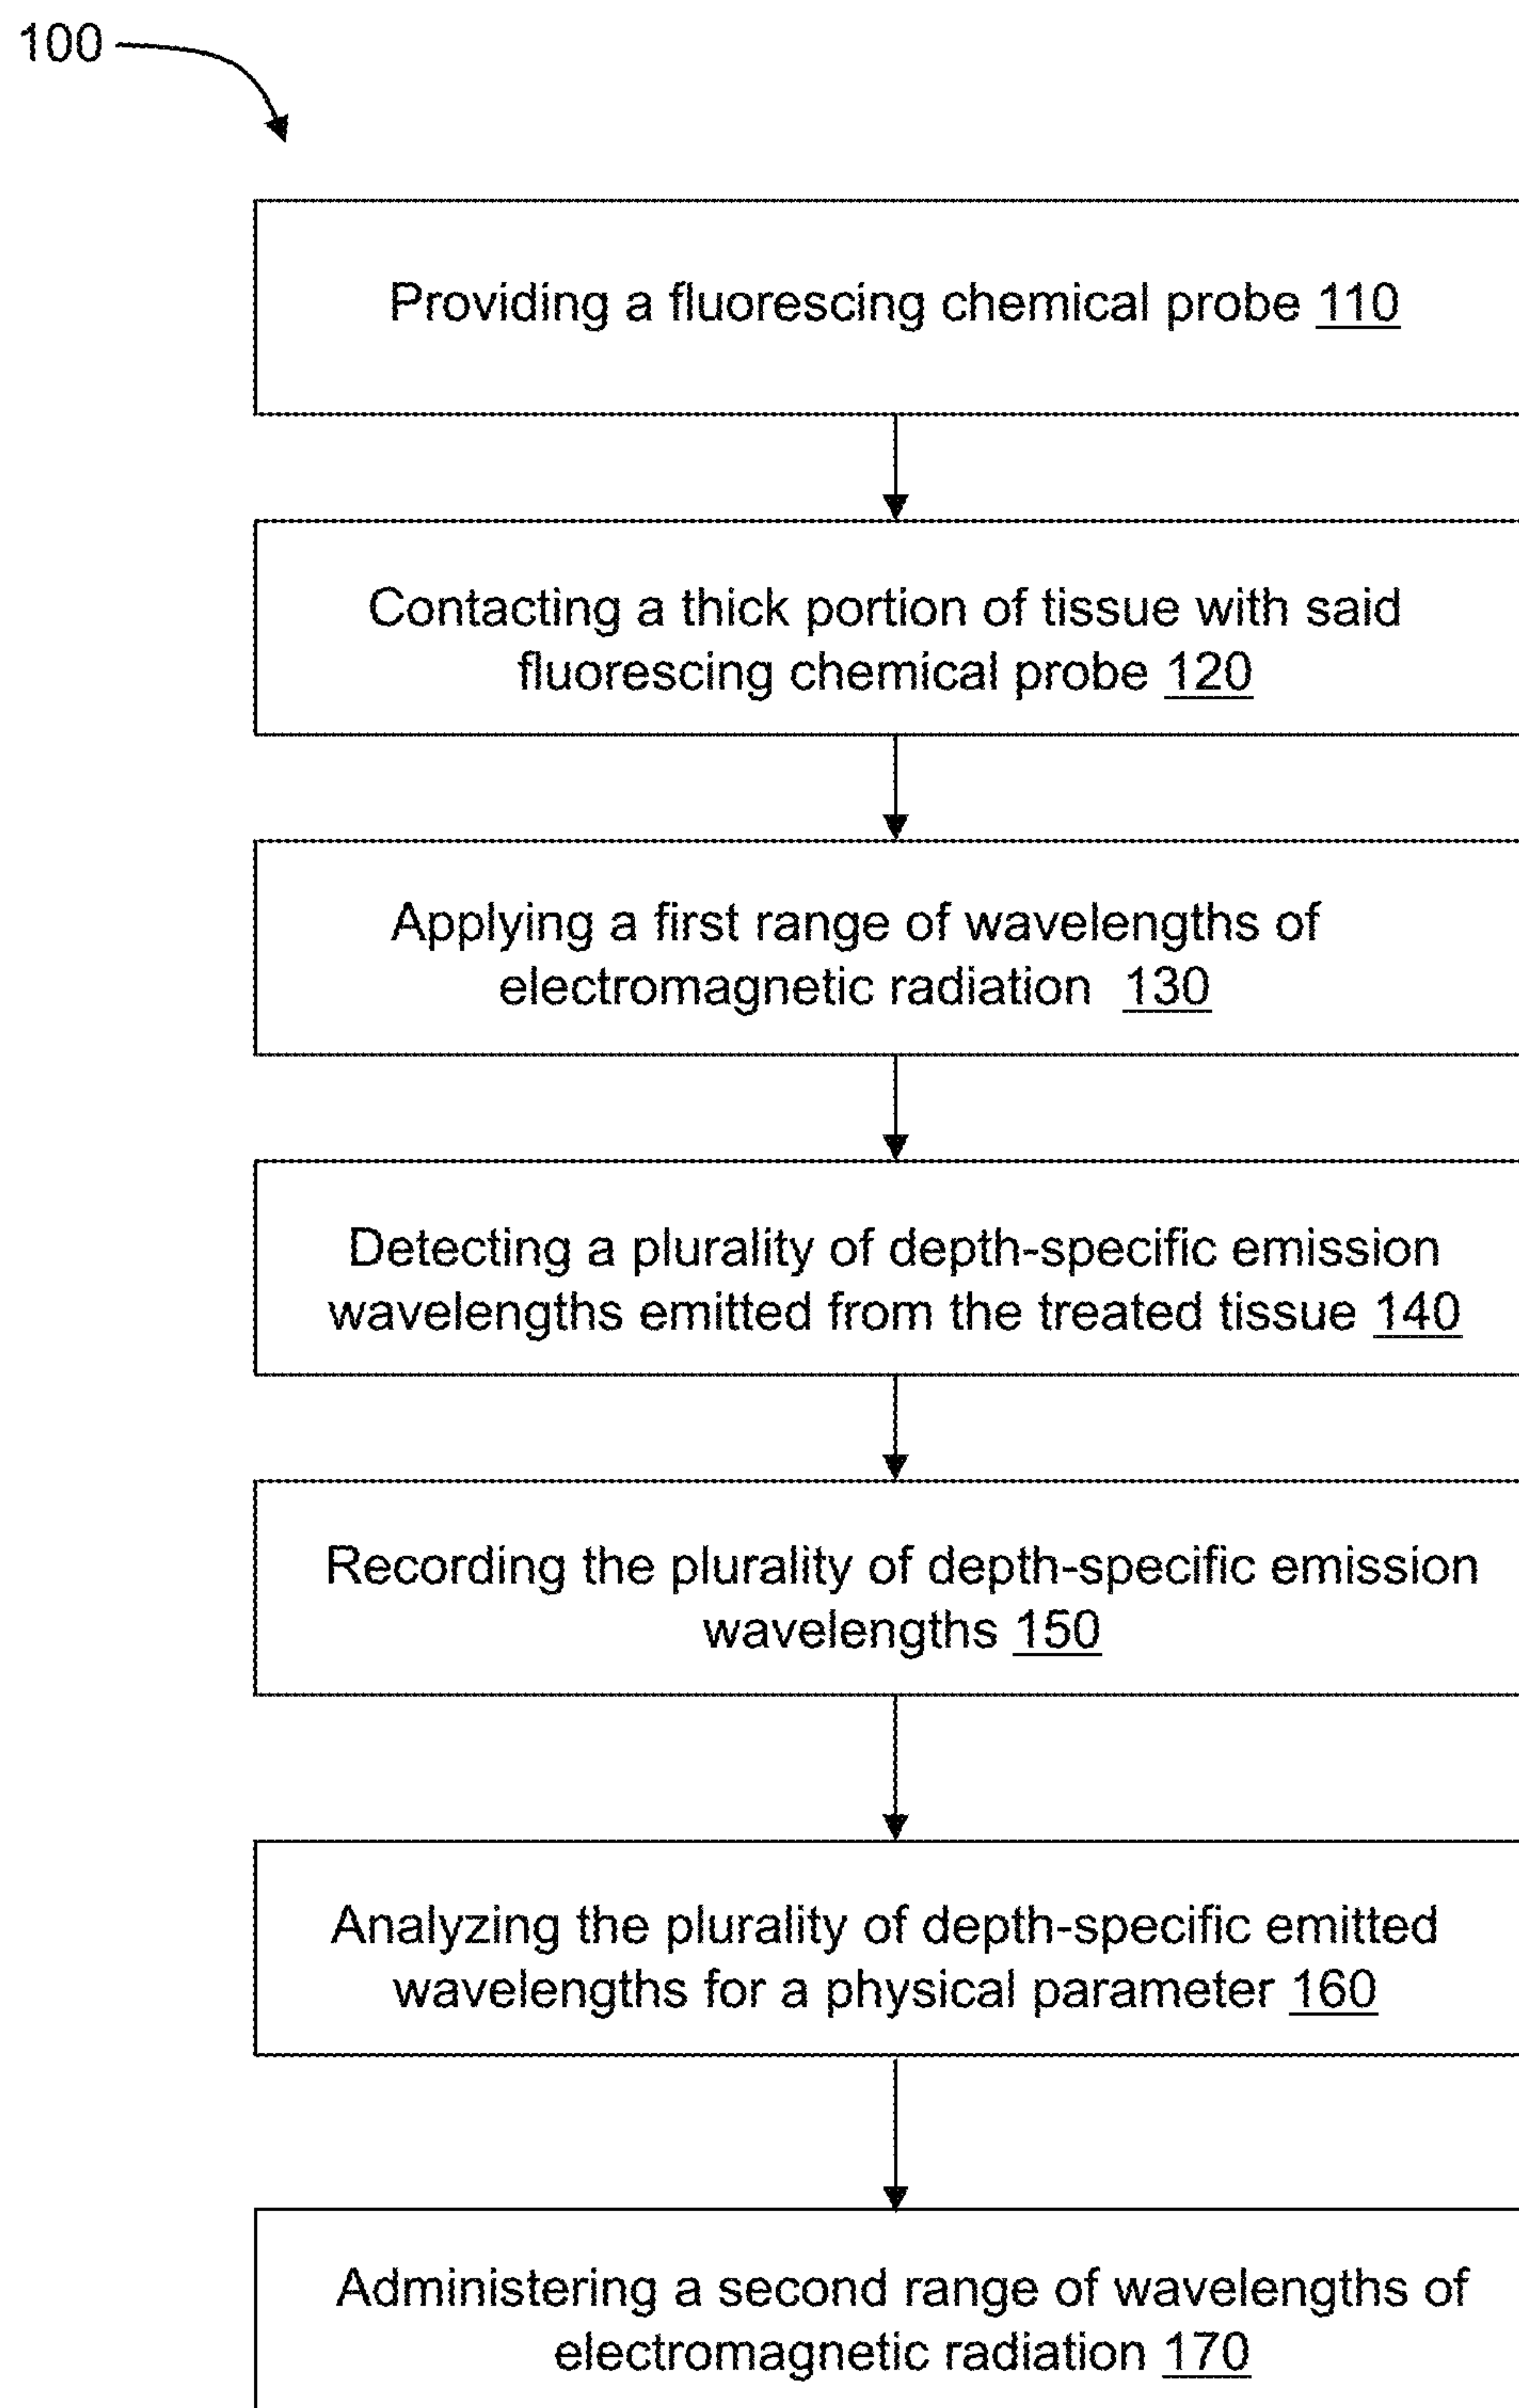 100
Providing a fluorescing chemical probe 110
Contacting a thick portion of tissue with said
fluorescing chemical probe 120
Applying a first range of wavelengths of
electromagnetic radiation 130
Detecting a plurality of depth-specific emission
wavelengths emitted from the treated tissue 140
Recording the plurality of depth-specific emission
wavelengths 150
Analyzing the plurality of depth-specific emitted
wavelengths for a physical parameter 160
Administering a second range of wavelengths of
electromagnetic radiation 170